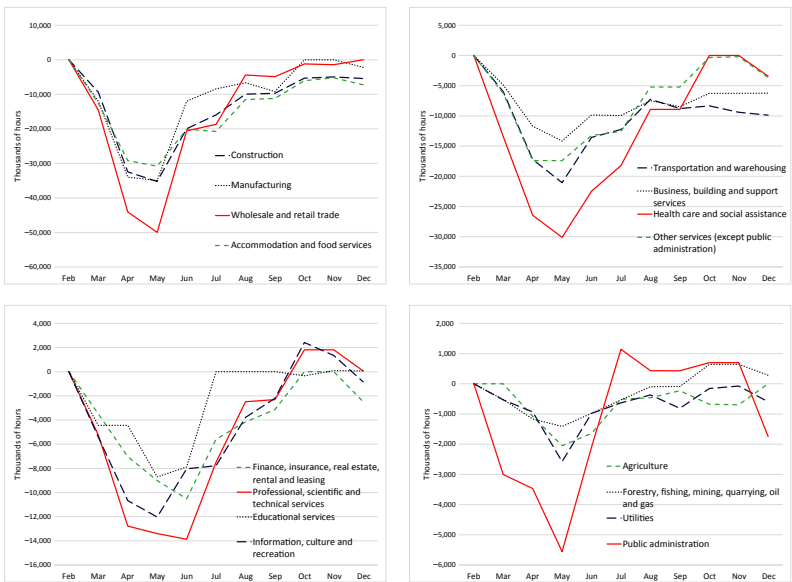 10,000
0
−10,000
−20,000
−30,000
−40,000
−50,000
−60,000
Thousands of hours
Feb Mar Apr May Jun Jul Aug Sep Oct Nov Dec
Construction
Manufacturing
Wholesale and retail trade
Accommodation and food services
5,000
0
−5,000
−10,000
−15,000
−20,000
−25,000
−30,000
−35,000
Thousands of hours
Feb Mar Apr May Jun Jul Aug Sep Oct Nov Dec
Transportation and warehousing
Business, building and support
services
Health care and social assistance
Other services (except public
administration)
4,000
2,000
0
−2,000
−4,000
−6,000
−8,000
−10,000
−12,000
−14,000
−16,000
Thousands of hours
Feb Mar Apr May Jun Jul Aug Sep Oct Nov Dec
Finance, insurance, real estate,
rental and leasing
Professional, scientific and
technical services
Educational services
Information, culture and
recreation
2,000
1,000
0
−1,000
−2,000
−3,000
−4,000
−5,000
−6,000
Thousands of hours
Feb Mar Apr May Jun Jul Aug Sep Oct Nov Dec
Agriculture
Forestry, fishing, mining, quarrying, oil
and gas
Utilities
Public administration